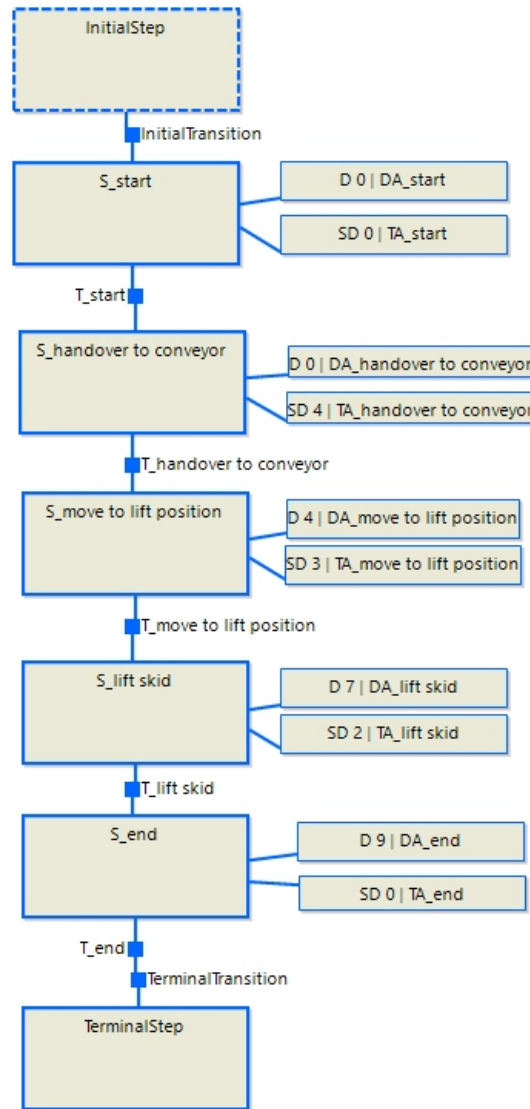 InitialStep
InitialTransition
S_start
D 0 | DA_start
SD 0 | TA_start
T_start
S_handover to conveyor
D 0 | DA_handover to conveyor
SD 4 | TA_handover to conveyor
T_handover to conveyor
S_move to lift position
D 4 | DA_move to lift position
SD 3 | TA_move to lift position
T_move to lift position
S_lift skid
D 7 | DA_lift skid
SD 2 | TA_lift skid
T_lift skid
S_end
D 9 | DA_end
SD 0 | TA_end
T_end
TerminalTransition
TerminalStep